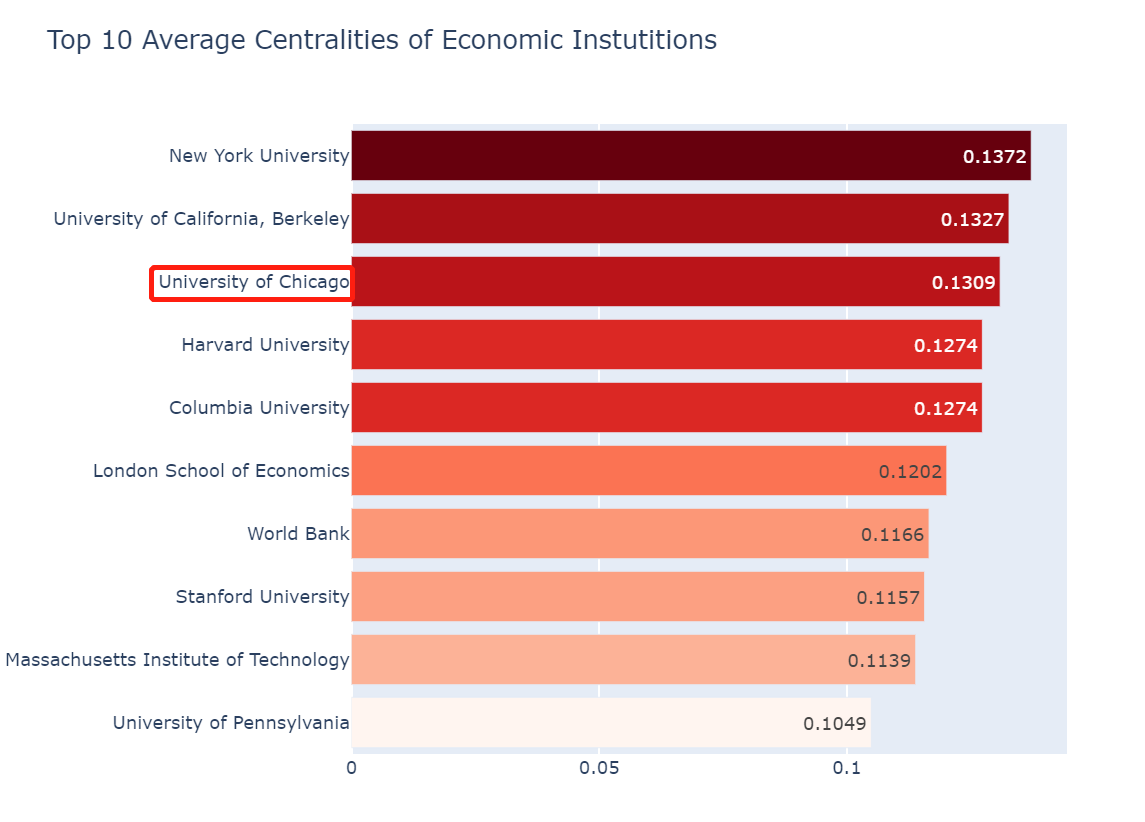 Top 10 Average Centralities of Economic Instutitions
New York University 0.1372
University of California, Berkeley 0.1327
University of Chicago 0.1309
Harvard University 0.1274
Columbia University 0.1274
London School of Economics 0.1202
World Bank 0.1166
Stanford University 0.1157
Massachusetts Institute of Technology 0.1139
University of Pennsylvania 0.1049
0 0.05 0.1